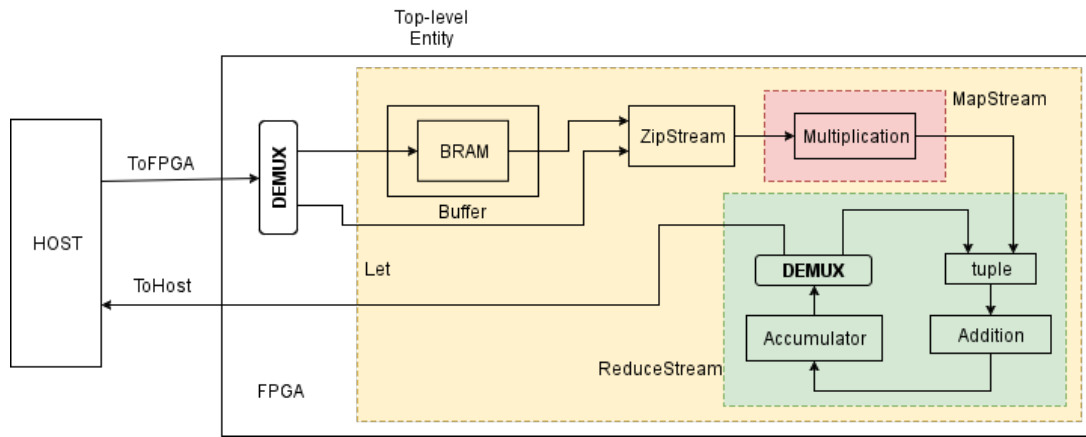 Top-level
Entity
MapStream
BRAM
ZipStream
Multiplication
ToFPGA
DEMUX
Buffer
HOST
Let
DEMUX
tuple
ToHost
Accumulator
Addition
ReduceStream
FPGA